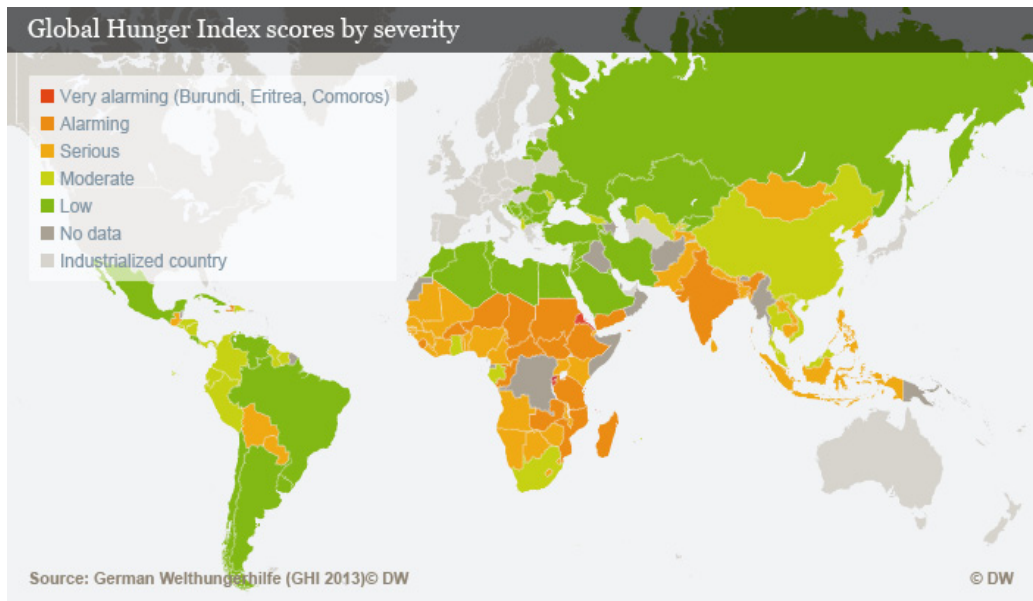 Global Hunger Index scores by severity
Very alarming (Burundi, Eritrea, Comoros)
Alarming
Serious
Moderate
Low
No data
Industrialized country
Source: German Welthungerhilfe (GHI 2013)© DW
© DW